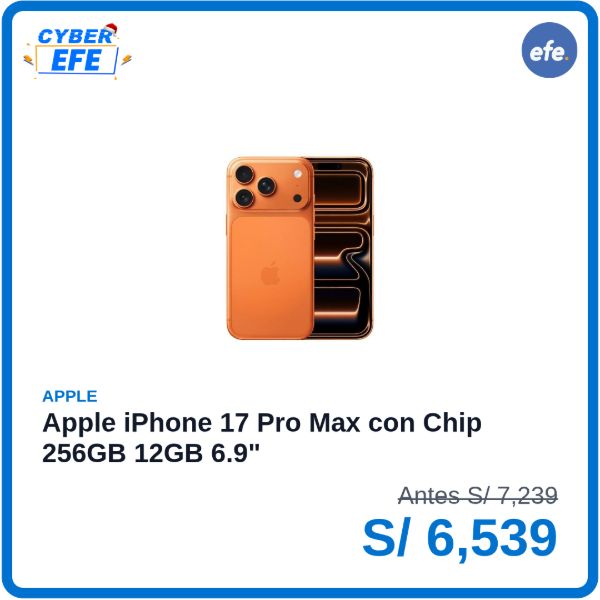 CYBER
EFE
efe.
APPLE
Apple iPhone 17 Pro Max con Chip
256GB 12GB 6.9"
Antes S/ 7,239
S/ 6,539